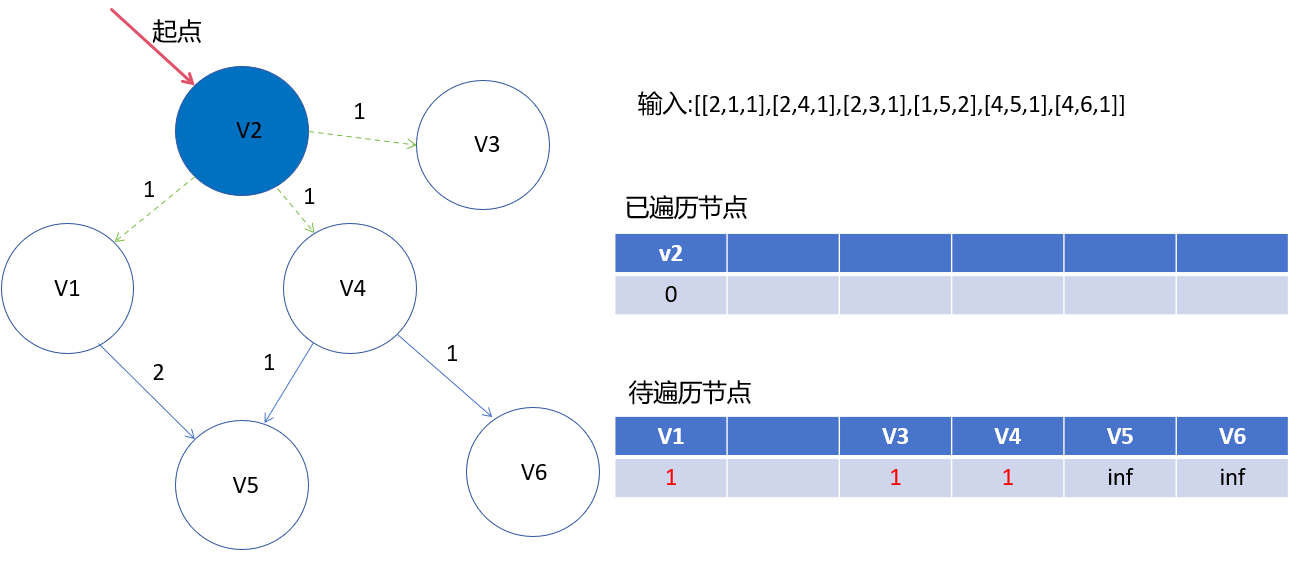 起点
V2
1
V3
1
1
V1
V4
2
1
1
V5
V6
输入:[[2,1,1],[2,4,1],[2,3,1],[1,5,2],[4,5,1],[4,6,1]]
已遍历节点
v2
0
待遍历节点
V1 V3 V4 V5 V6
1 1 1 inf inf